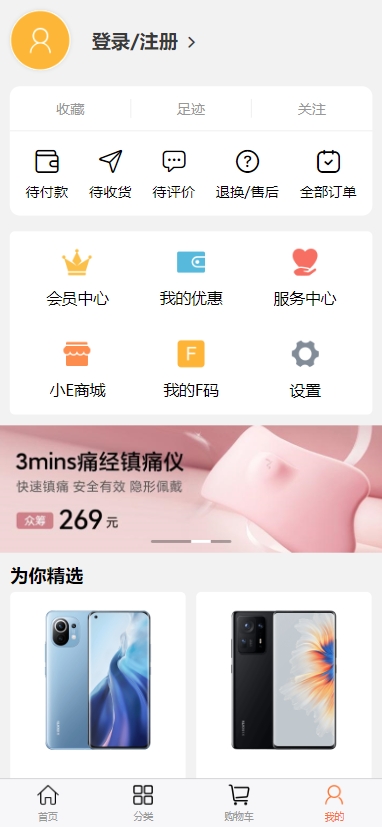 登录/注册
收藏 足迹 关注
待付款 待收货 待评价 退换/售后 全部订单
会员中心 我的优惠 服务中心
F
小E商城 我的F码 设置
3mins痛经镇痛仪
快速镇痛 安全有效 隐形佩戴
众筹 269元
为你精选
首页 分类 购物车 我的